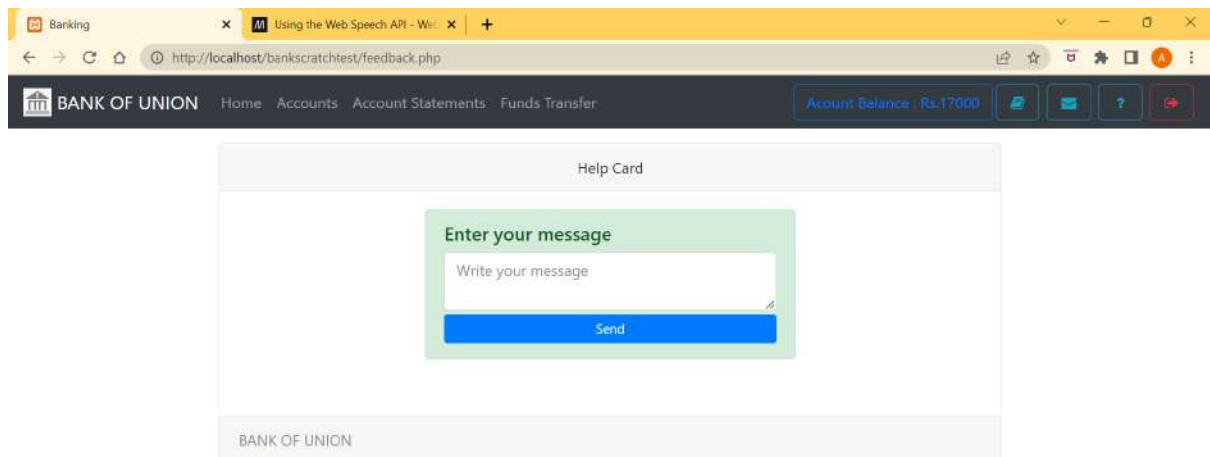 Banking
Using the Web Speech API - Web
http://localhost/bankscratchtest/feedback.php
A
BANK OF UNION Home Accounts Account Statements Funds Transfer Acount Balance : Rs.17000 ?
Help Card
Enter your message
Write your message
Send
BANK OF UNION